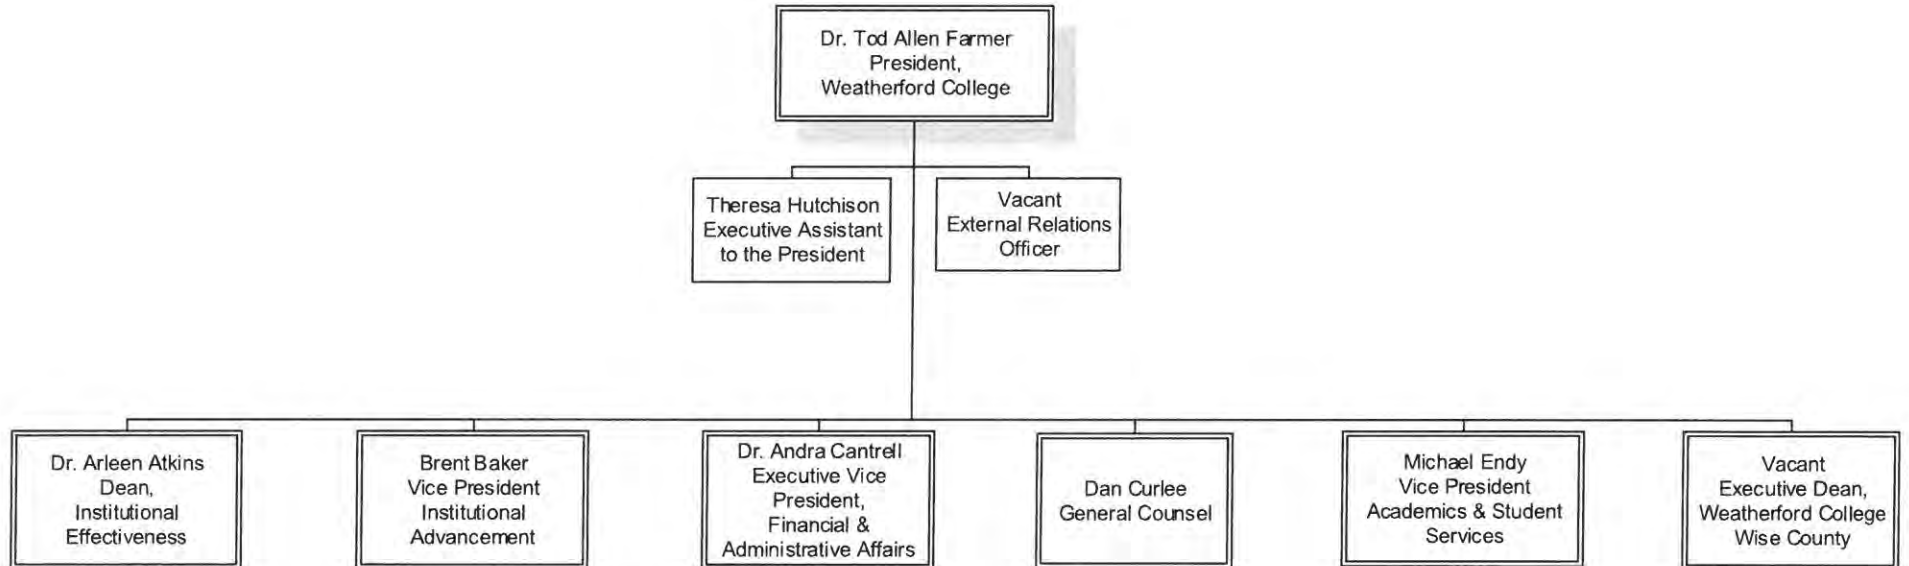 Dr. Tod Allen Farmer
President,
Weatherford College
Theresa Hutchison
Executive Assistant
to the President
Vacant
External Relations
Officer
Dr. Arleen Atkins
Dean,
Institutional
Effectiveness
Brent Baker
Vice President
Institutional
Advancement
Dr. Andra Cantrell
Executive Vice
President,
Financial &
Administrative Affairs
Dan Curlee
General Counsel
Michael Endy
Vice President
Academics & Student
Services
Vacant
Executive Dean,
Weatherford College
Wise County